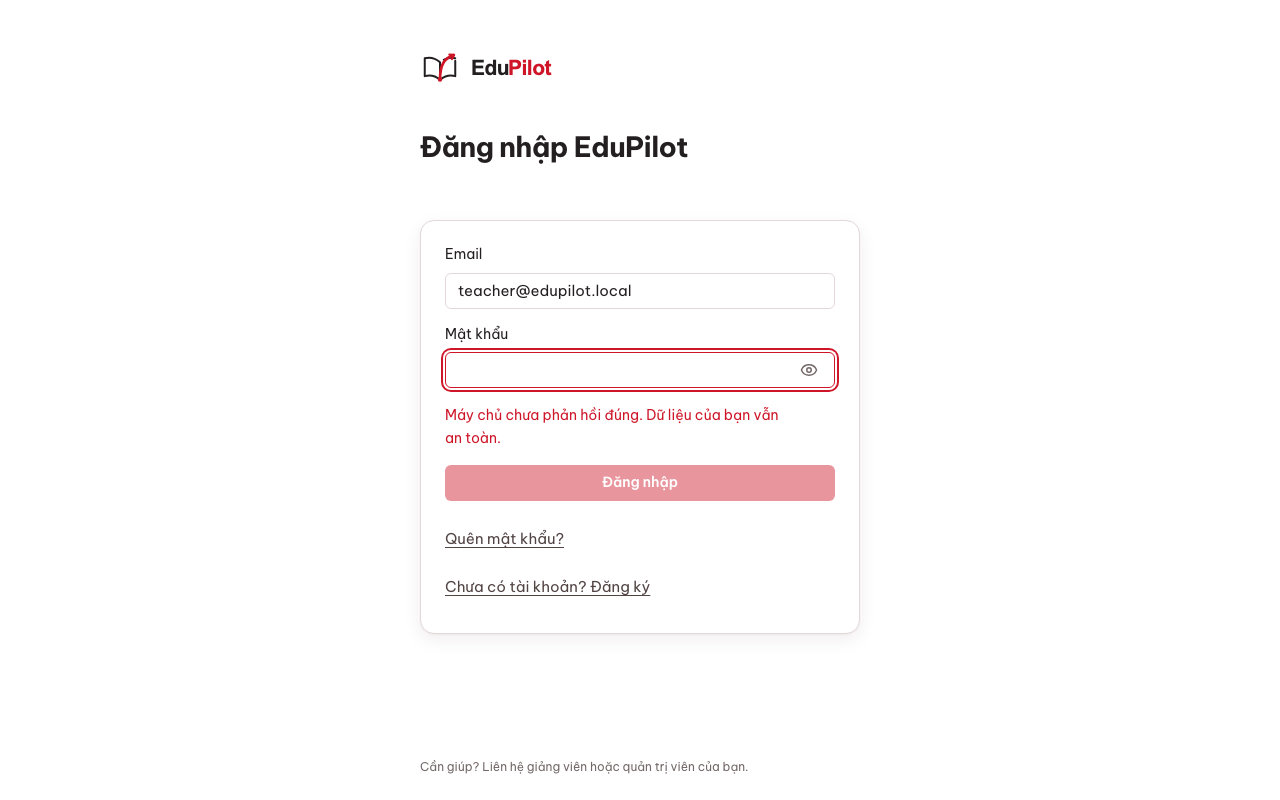 EduPilot
Đăng nhập EduPilot
Email
teacher@edupilot.local
Mật khẩu
Máy chủ chưa phản hồi đúng. Dữ liệu của bạn vẫn
an toàn.
Đăng nhập
Quên mật khẩu?
Chưa có tài khoản? Đăng ký
Cần giúp? Liên hệ giảng viên hoặc quản trị viên của bạn.